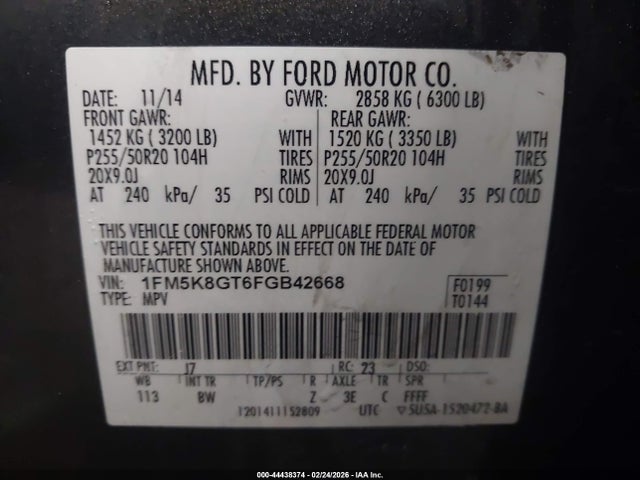 MFD. BY FORD MOTOR CO.
DATE: 11/14 GVWR: 2858 KG ( 6300 LB)
FRONT GAWR: REAR GAWR:
1452 KG ( 3200 LB) WITH 1520 KG ( 3350 LB) WITH
P255/50R20 104H TIRES P255/50R20 104H TIRES
20X9.0J RIMS 20X9.0J RIMS
AT 240 kPa/ 35 PSI COLD AT 240 kPa/ 35 PSI COLD
THIS VEHICLE CONFORMS TO ALL APPLICABLE FEDERAL MOTOR
VEHICLE SAFETY STANDARDS IN EFFECT ON THE DATE OF
MANUFACTURE SHOWN ABOVE.
VIN: 1FM5K8GT6FGB42668 F0199
TYPE: MPV T0144
EXT PNT: J7 RC: 23 DSO:
WB INT TR TP/PS R AXLE TR SPR
113 BW Z 3E C FFFF
1201411152809 UTC ▽SUSA-1520472-BA
000-44438374 | 02/24/2026 - IAAI.com